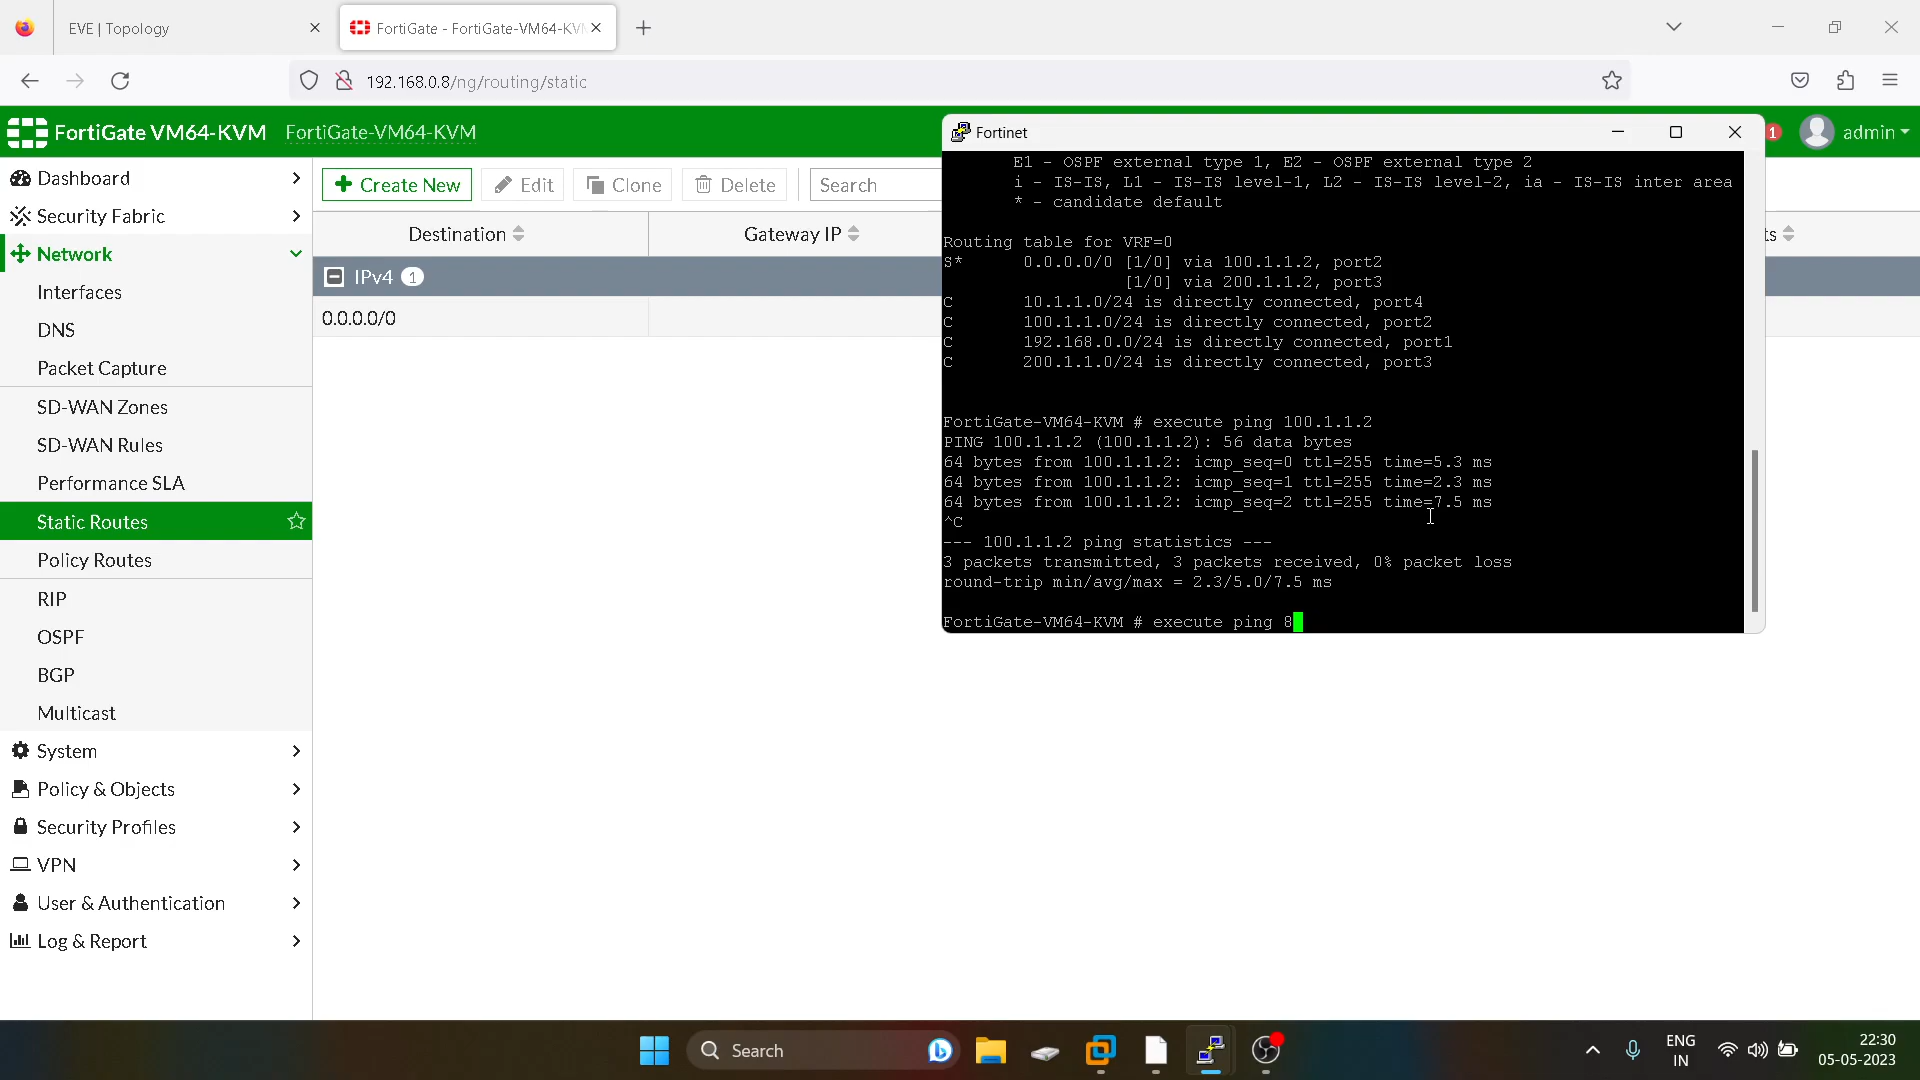 EVE | Topology
FortiGate - FortiGate-VM64-KV
192.168.0.8/ng/routing/static
FortiGate VM64-KVM
FortiGate-VM64-KVM
1
admin
Dashboard
Security Fabric
Network
Interfaces
DNS
Packet Capture
SD-WAN Zones
SD-WAN Rules
Performance SLA
Static Routes
Policy Routes
RIP
OSPF
BGP
Multicast
System
Policy & Objects
Security Profiles
VPN
User & Authentication
Log & Report
Create New
Edit
Clone
Delete
Search
Destination
Gateway IP
ts
IPv4 1
0.0.0.0/0
Fortinet
E1 - OSPF external type 1, E2 - OSPF external type 2
i - IS-IS, L1 - IS-IS level-1, L2 - IS-IS level-2, ia - IS-IS inter area
* - candidate default
Routing table for VRF=0
S*      0.0.0.0/0 [1/0] via 100.1.1.2, port2
[1/0] via 200.1.1.2, port3
C       10.1.1.0/24 is directly connected, port4
C       100.1.1.0/24 is directly connected, port2
C       192.168.0.0/24 is directly connected, port1
C       200.1.1.0/24 is directly connected, port3
FortiGate-VM64-KVM # execute ping 100.1.1.2
PING 100.1.1.2 (100.1.1.2): 56 data bytes
64 bytes from 100.1.1.2: icmp_seq=0 ttl=255 time=5.3 ms
64 bytes from 100.1.1.2: icmp_seq=1 ttl=255 time=2.3 ms
64 bytes from 100.1.1.2: icmp_seq=2 ttl=255 time=7.5 ms
^C
--- 100.1.1.2 ping statistics ---
3 packets transmitted, 3 packets received, 0% packet loss
round-trip min/avg/max = 2.3/5.0/7.5 ms
FortiGate-VM64-KVM # execute ping 8
Search
ENG
IN
22:30
05-05-2023